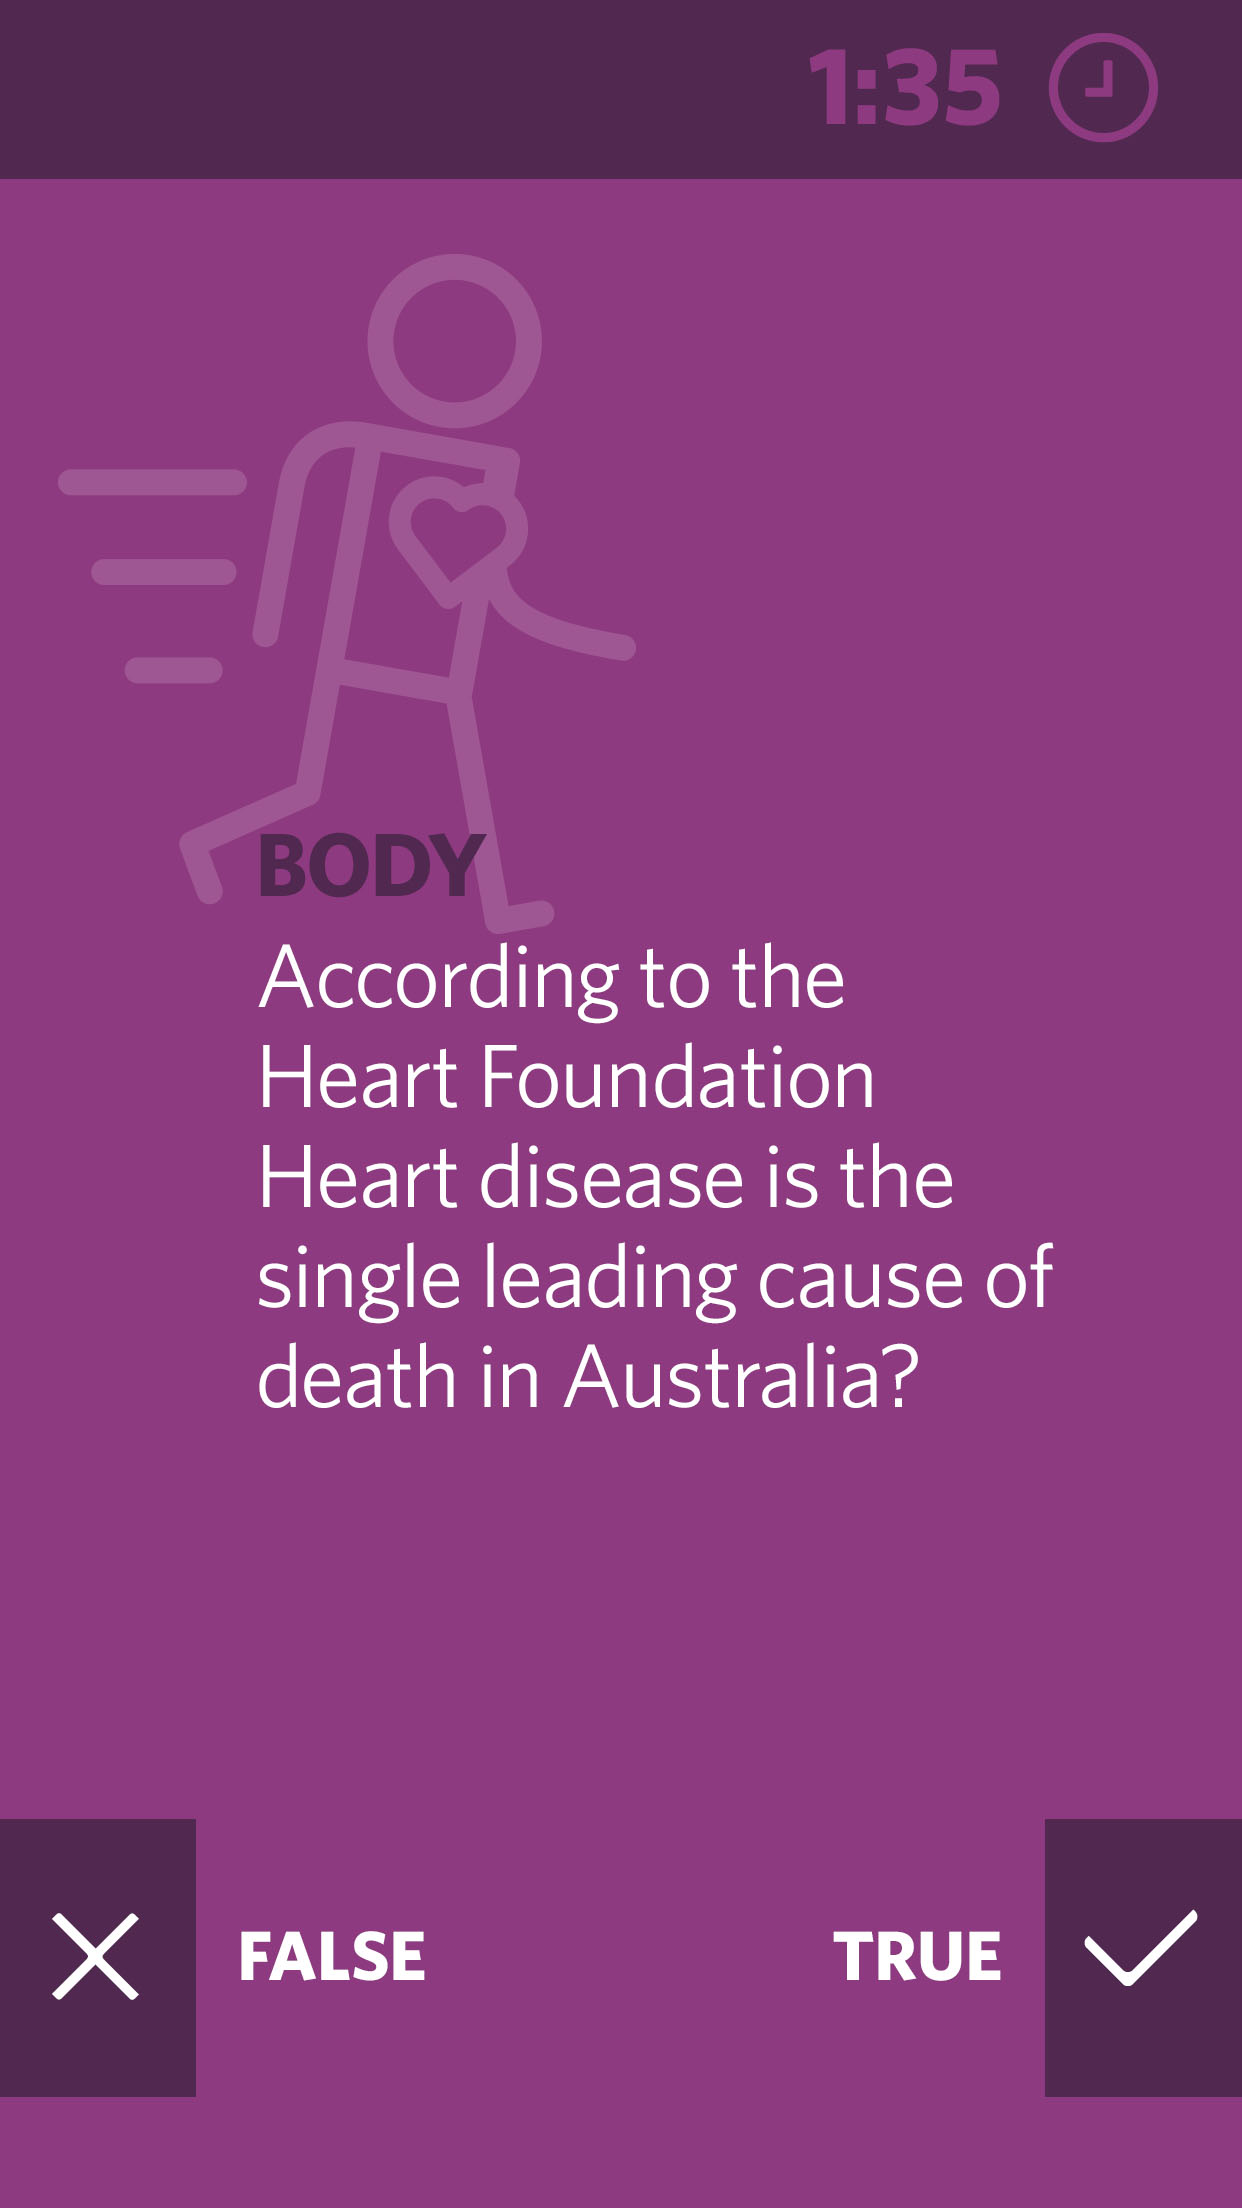 1:35
BODY
According to the
Heart Foundation
Heart disease is the
single leading cause of
death in Australia?
FALSE
TRUE